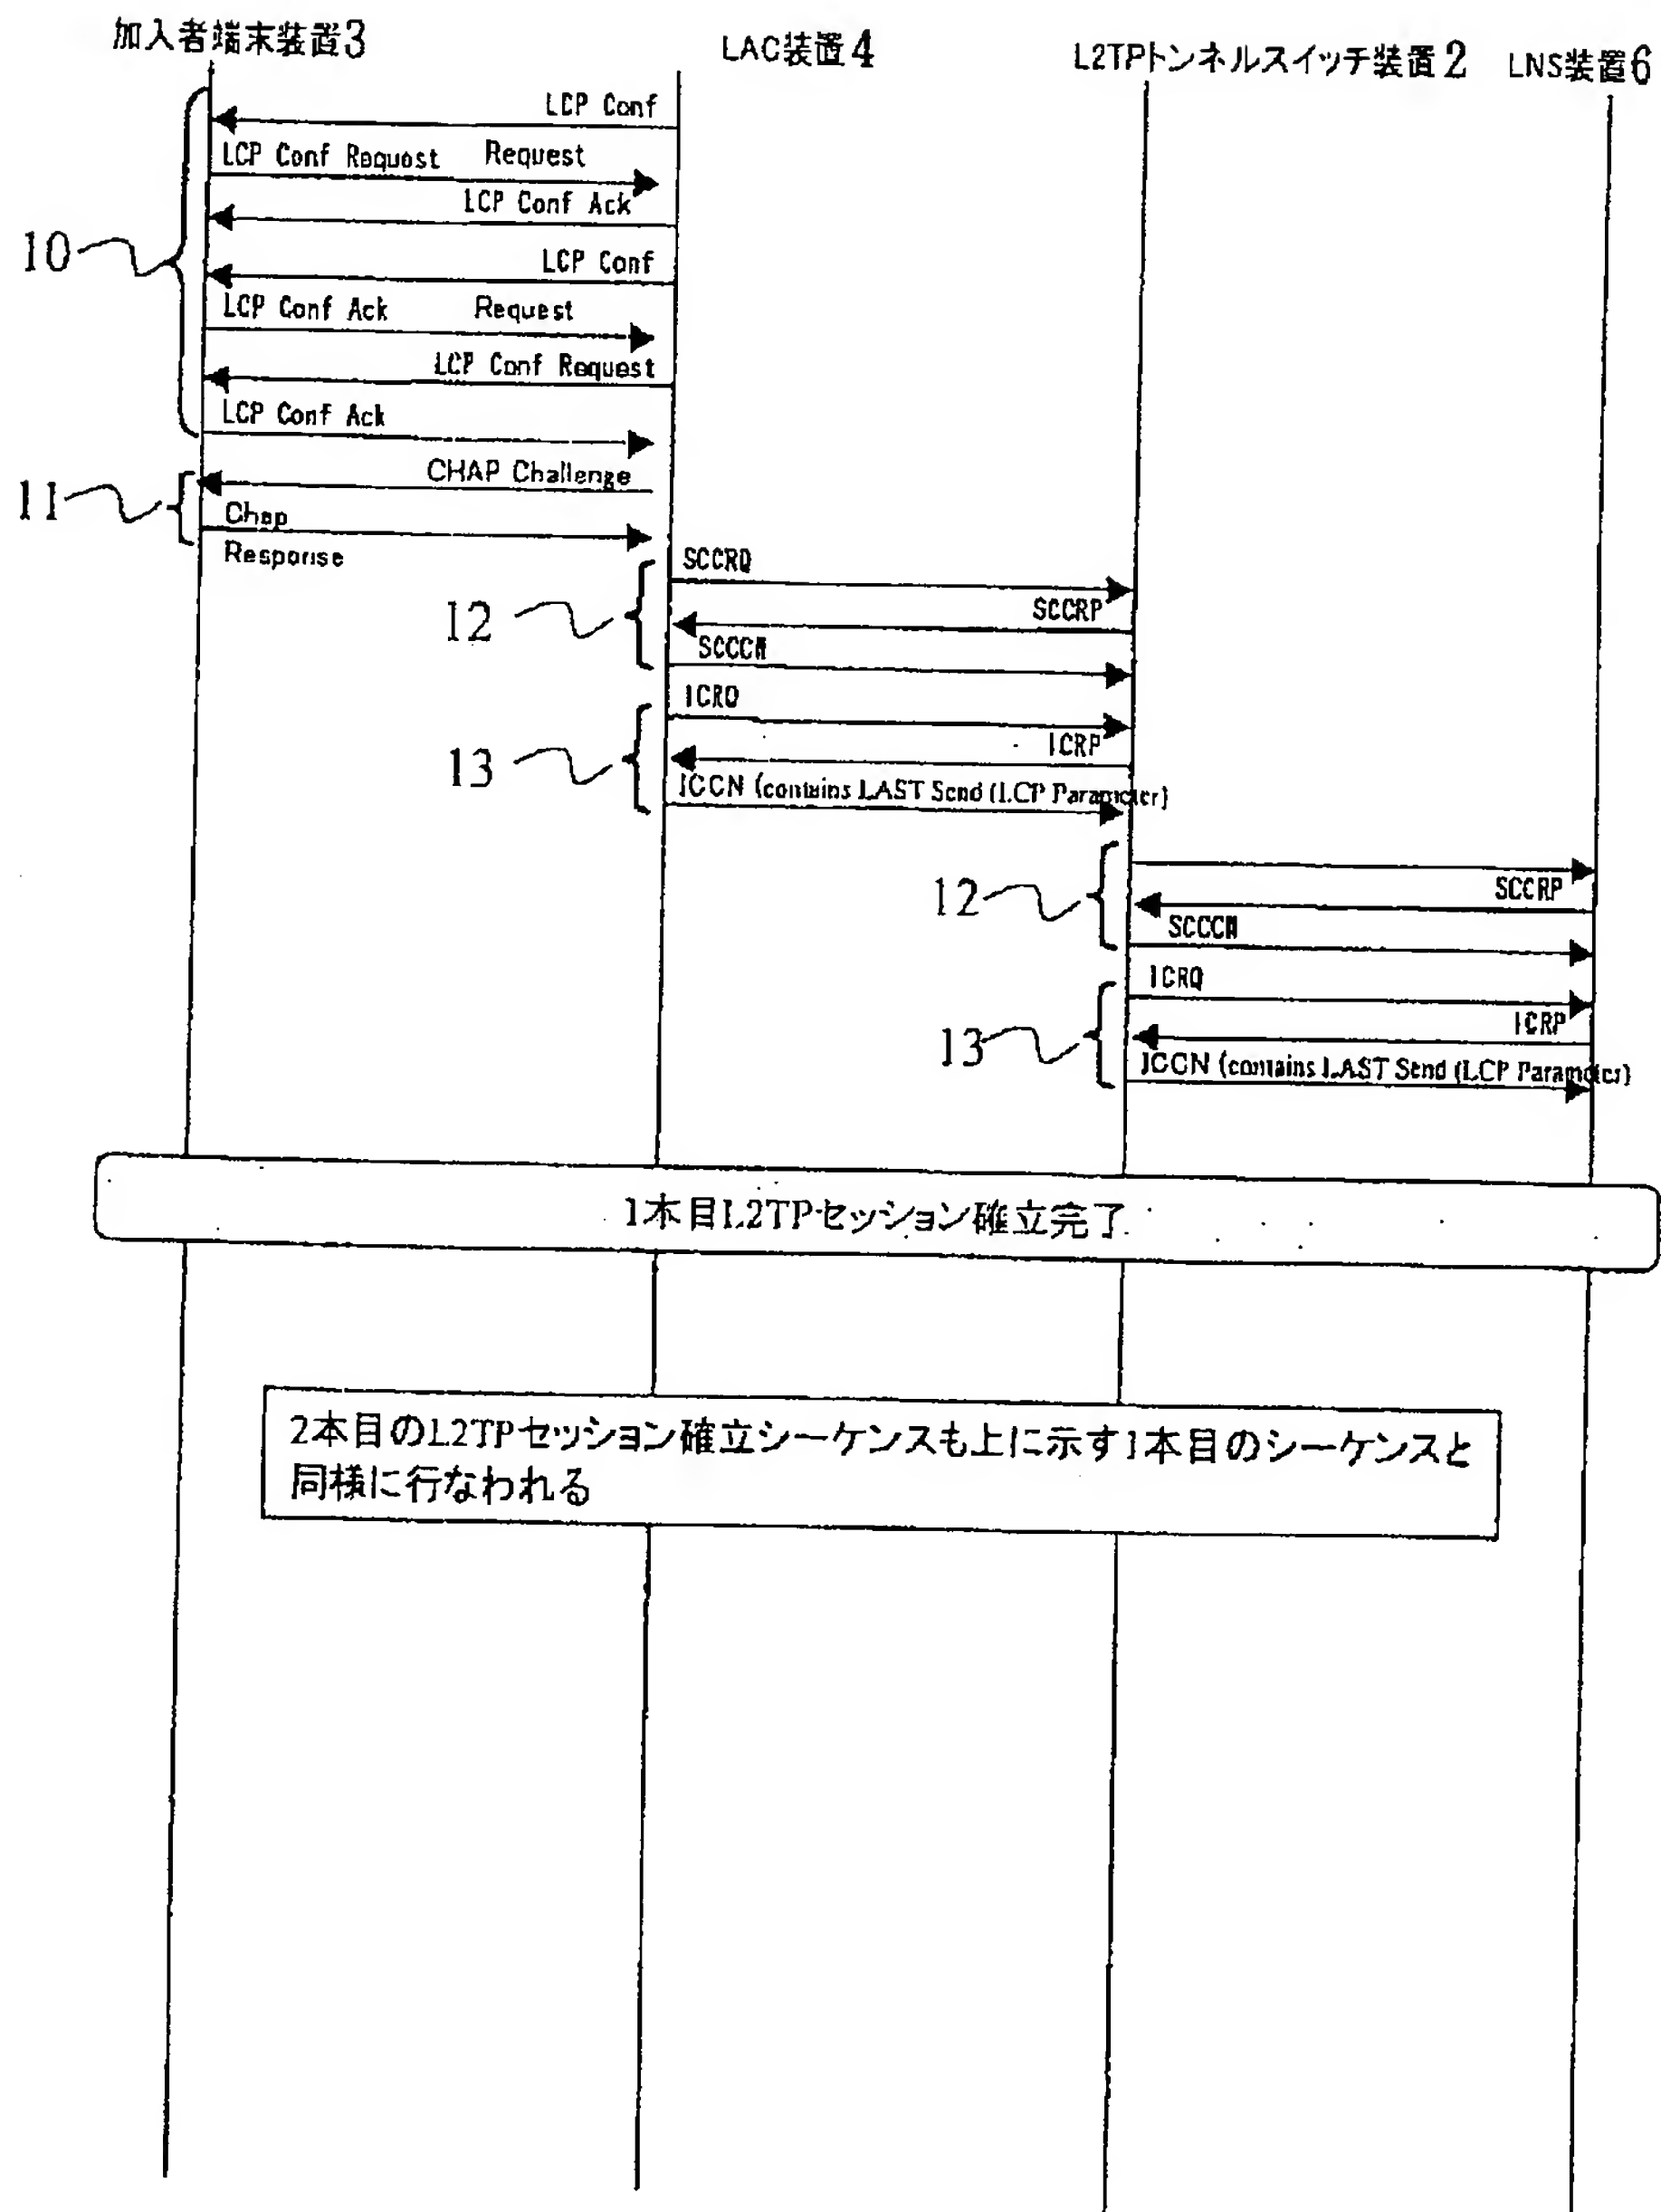 加入者端末装置3
LAC装置4
L2TPトンネルスイッチ装置2
LNS装置6
LCP Conf
LCP Conf Request
Request
LCP Conf Ack
10
LCP Conf
LCP Conf Ack
Request
LCP Conf Request
LCP Conf Ack
11
CHAP Challenge
Chap
Response
12
SCCRQ
SCCRP
SCCCN
13
ICRQ
ICRP
ICCN (contains LAST Send (LCP Parameter)
12
SCCRP
SCCCN
13
ICRQ
ICRP
ICCN (contains LAST Send (LCP Parameter)
1本目L2TPセッション確立完了
2本目のL2TPセッション確立シーケンスも上に示す1本目のシーケンスと
同様に行なわれる